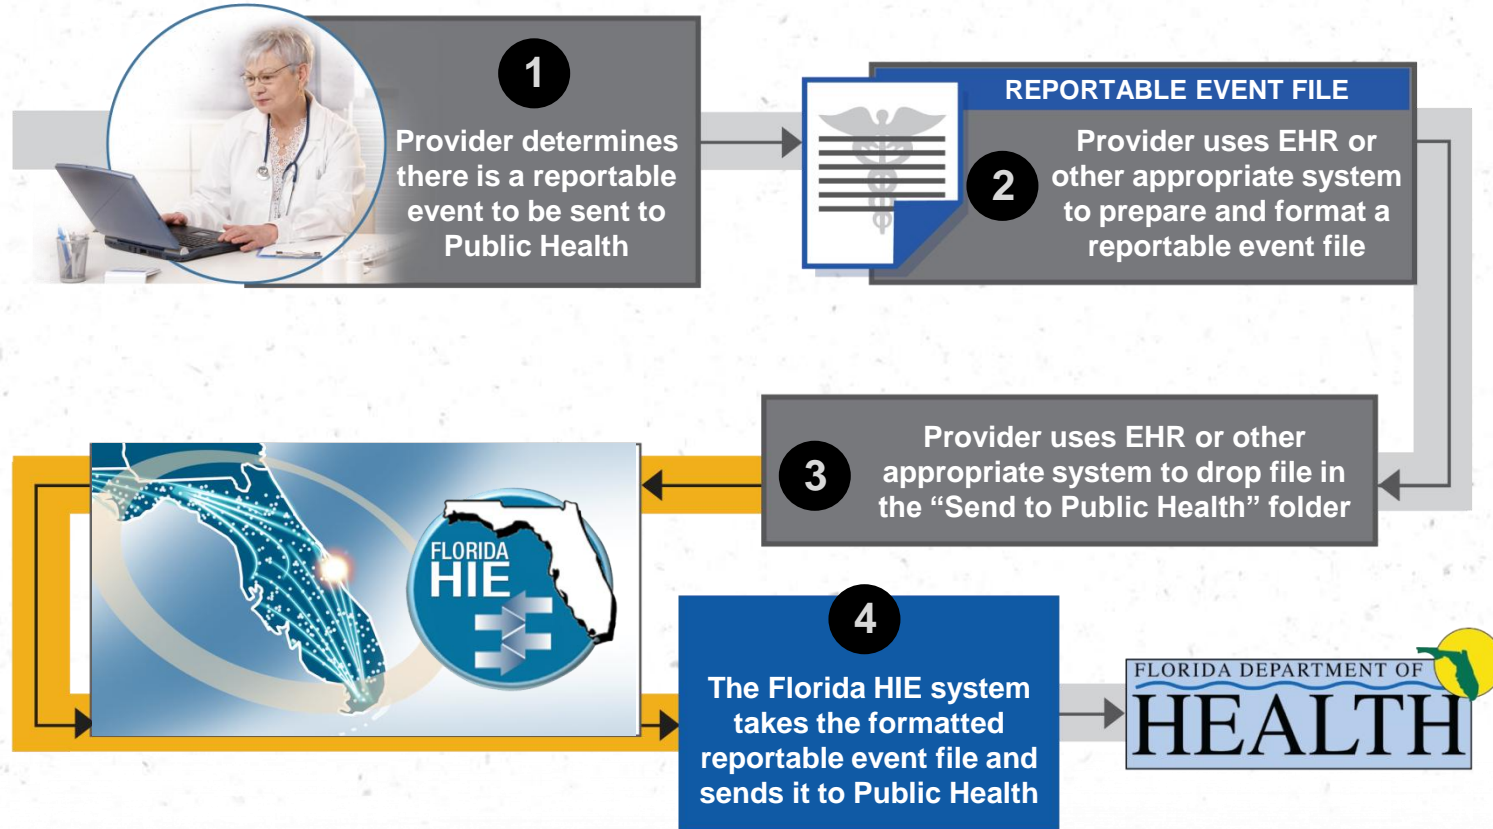 1
Provider determines
there is a reportable
event to be sent to
Public Health
REPORTABLE EVENT FILE
2
Provider uses EHR or
other appropriate system
to prepare and format a
reportable event file
3
Provider uses EHR or other
appropriate system to drop file in
the “Send to Public Health” folder
FLORIDA
HIE
4
The Florida HIE system
takes the formatted
reportable event file and
sends it to Public Health
FLORIDA DEPARTMENT OF
HEALTH